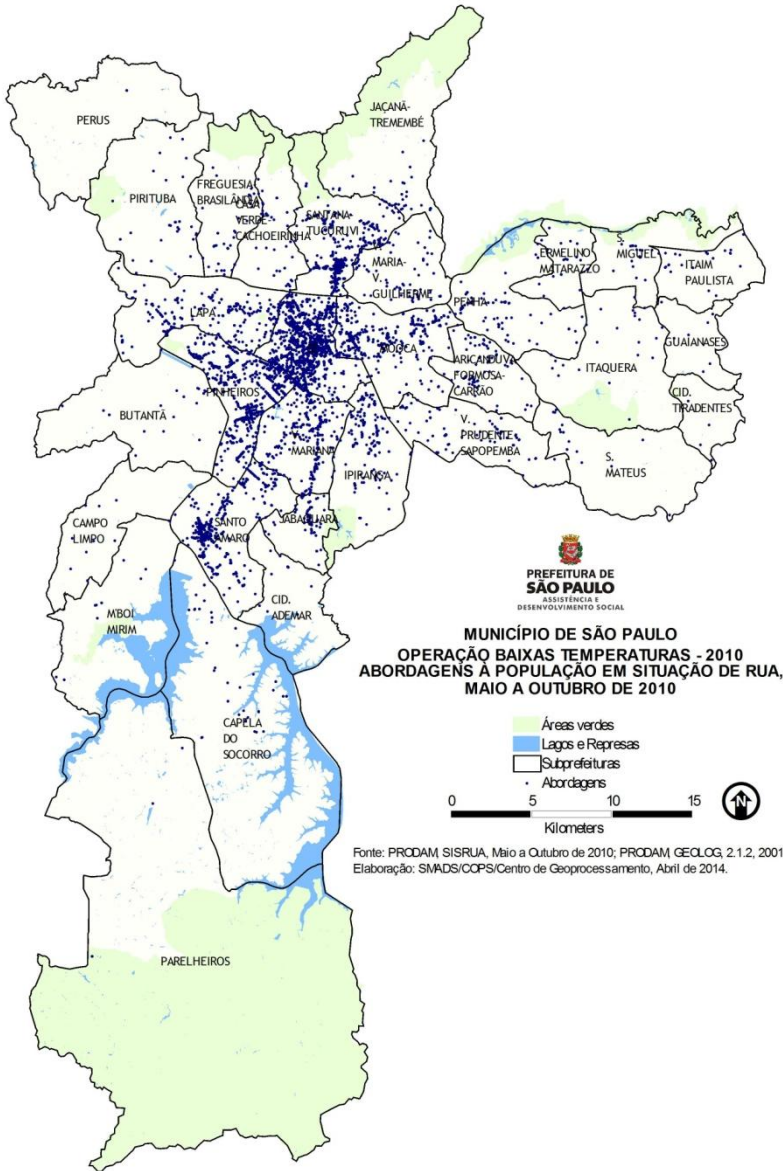 PERUS
JAÇANÃ-
TREMEMBÉ
PIRITUBA
FREGUESIA-
BRASILÂNDIA
CASA
VERDE-
CACHOEIRINHA
SANTANA-
TUCURUVI
MARIA-
V.
GUILHERME
ERMELINO
MATARAZZO
S.
MIGUEL
ITAIM
PAULISTA
PENHA
LAPA
MOOCA
ARICANDUVA-
FORMOSA-
CARRÃO
ITAQUERA
GUAIANASES
CID.
TIRADENTES
PINHEIROS
BUTANTÃ
V.
MARIANA
IPIRANGA
V.
PRUDENTE-
SAPOPEMBA
S.
MATEUS
CAMPO
LIMPO
SANTO
AMARO
JABAQUARA
M'BOI
MIRIM
CID.
ADEMAR
CAPELA
DO
SOCORRO
PARELHEIROS
PREFEITURA DE
SÃO PAULO
ASSISTÊNCIA E
DESENVOLVIMENTO SOCIAL
MUNICÍPIO DE SÃO PAULO
OPERAÇÃO BAIXAS TEMPERATURAS - 2010
ABORDAGENS À POPULAÇÃO EM SITUAÇÃO DE RUA,
MAIO A OUTUBRO DE 2010
Áreas verdes
Lagos e Represas
Subprefeituras
Abordagens
0 5 10 15
Kilometers
N
Fonte: PRODAM, SISRUA, Maio a Outubro de 2010; PRODAM, GEOLOG, 2.1.2, 2001
Elaboração: SMADS/COPS/Centro de Geoprocessamento, Abril de 2014.